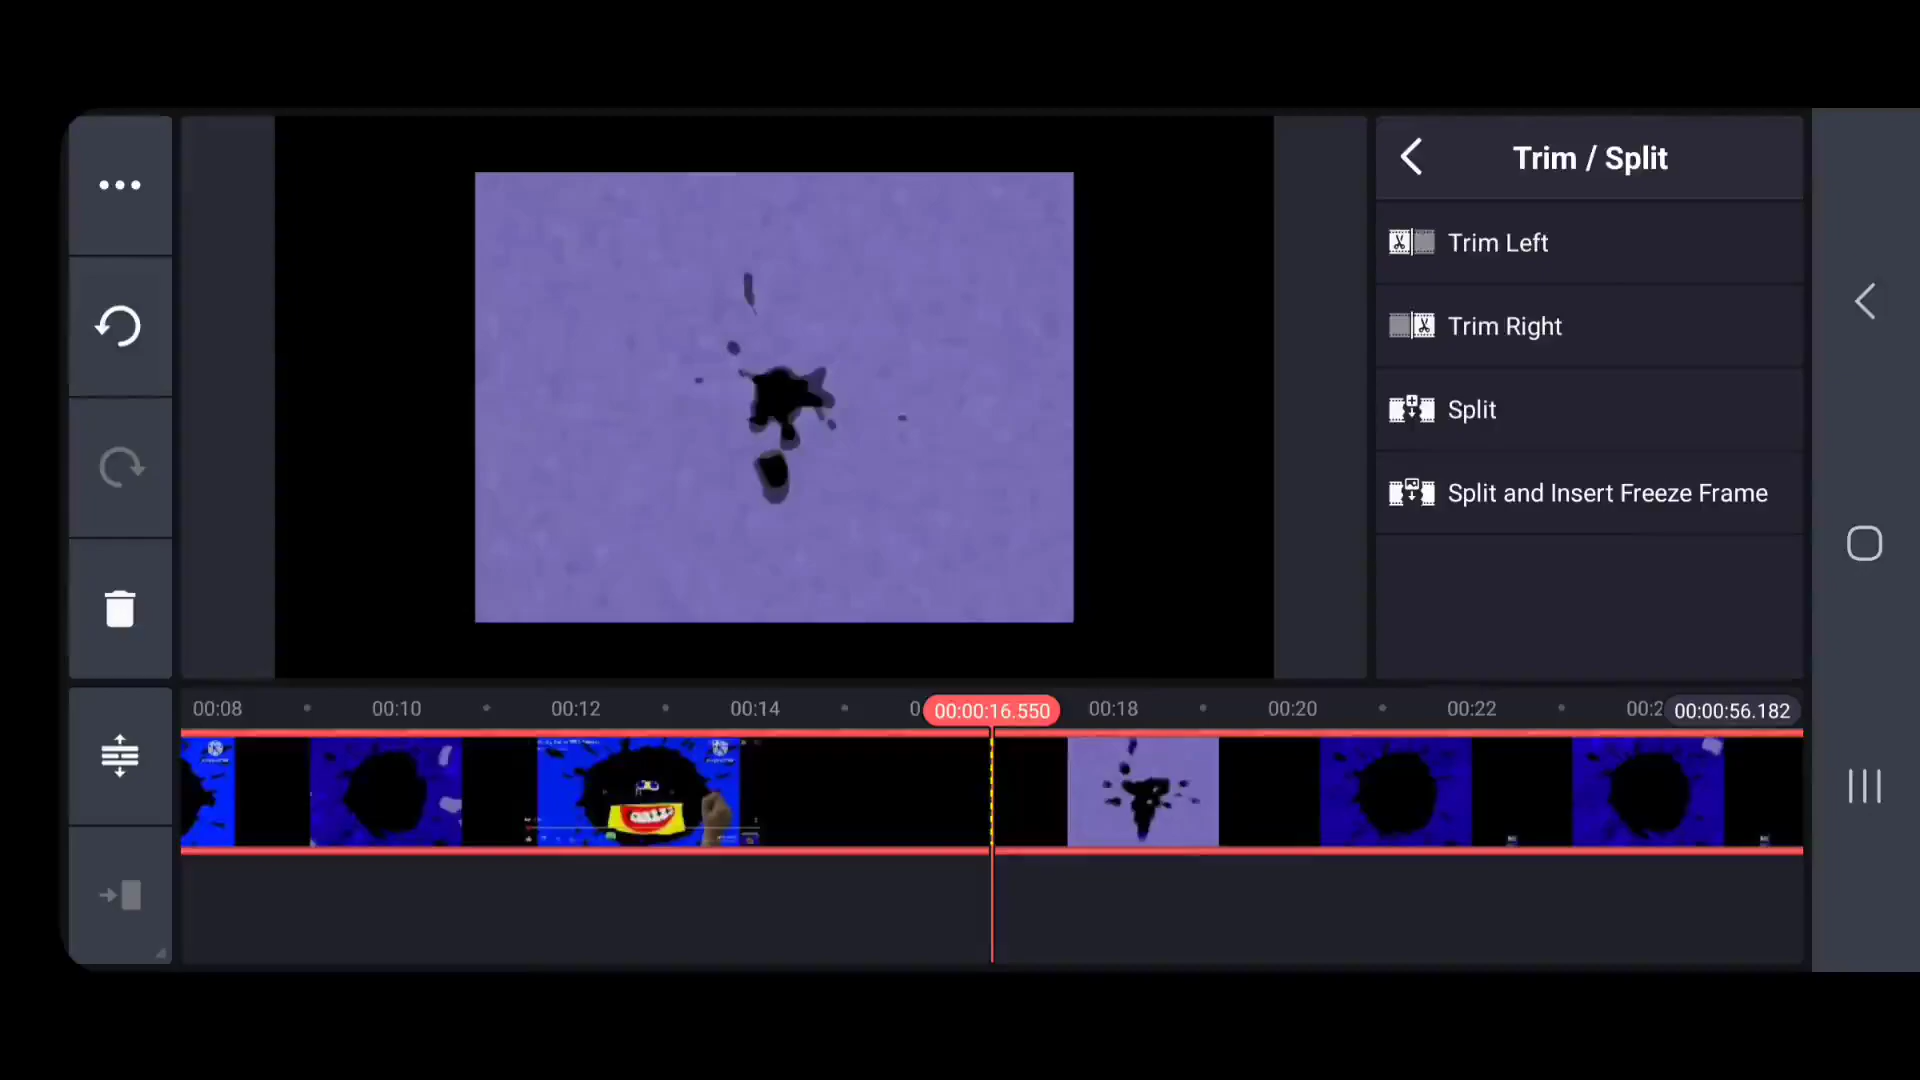 Trim / Split
Trim Left
Trim Right
Split
Split and Insert Freeze Frame
00:08
00:10
00:12
00:14
00:00:16.550
00:18
00:20
00:22
00:00:56.182